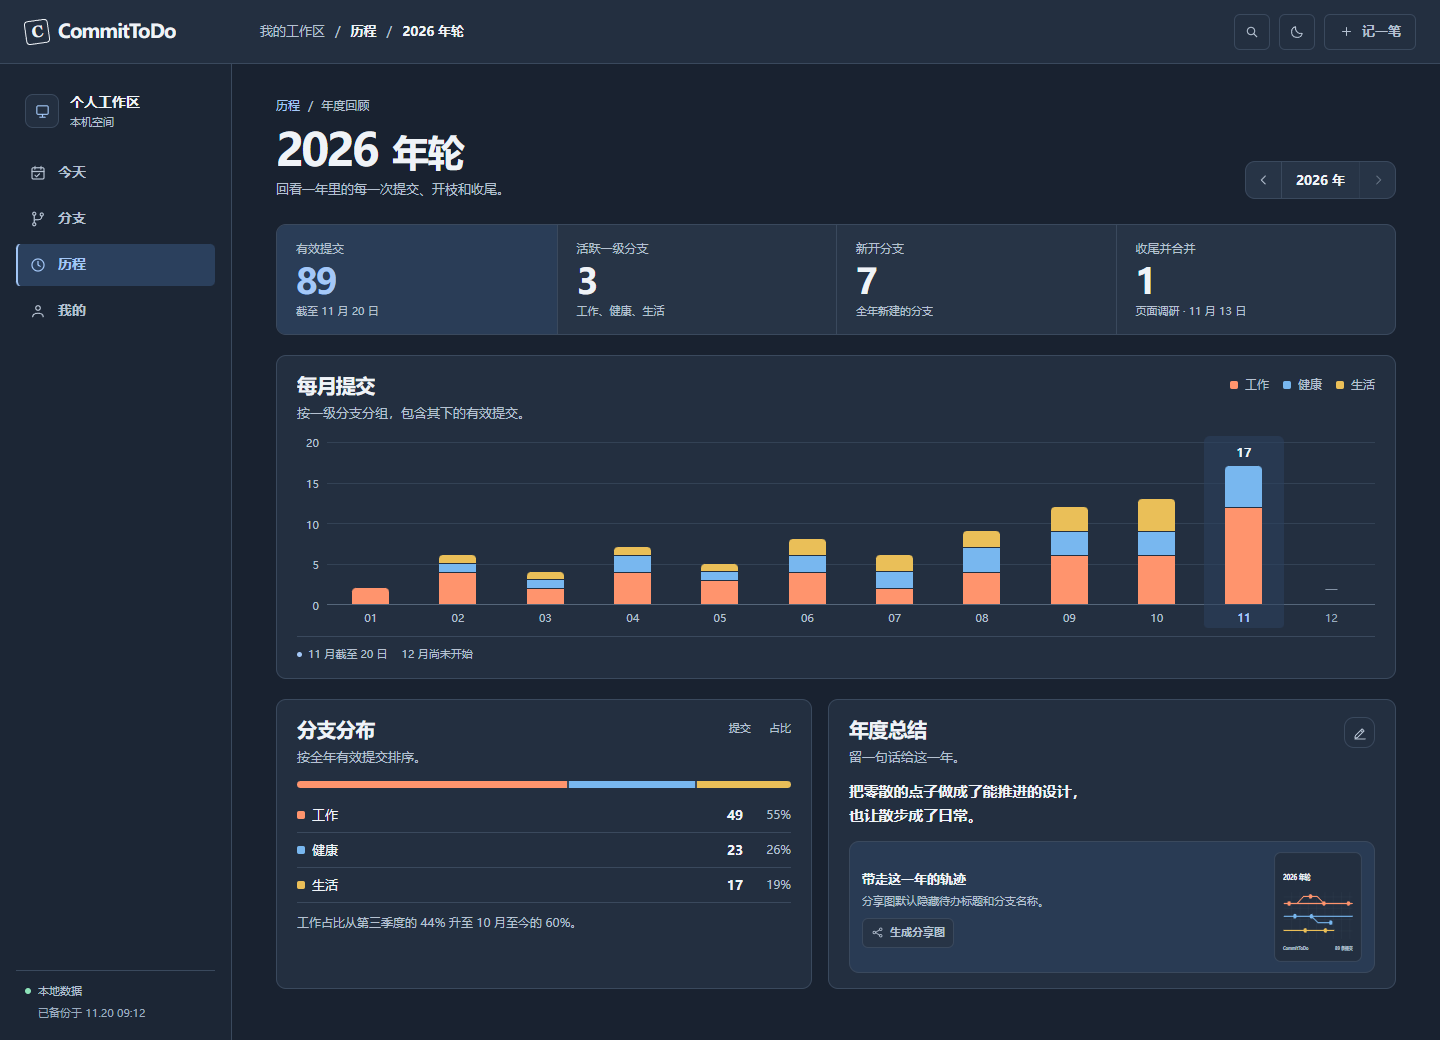 C CommitToDo
我的工作区 / 历程 / 2026 年轮
记一笔
个人工作区
本机空间
今天
分支
历程
我的
本地数据
已备份于 11.20 09:12
历程 / 年度回顾
2026 年轮
回看一年里的每一次提交、开枝和收尾。
2026 年
有效提交
89
截至 11 月 20 日
活跃一级分支
3
工作、健康、生活
新开分支
7
全年新建的分支
收尾并合并
1
页面调研 · 11 月 13 日
每月提交
工作 健康 生活
按一级分支分组，包含其下的有效提交。
20
15
10
5
0
17
—
01 02 03 04 05 06 07 08 09 10 11 12
11 月截至 20 日 12 月尚未开始
分支分布
提交 占比
按全年有效提交排序。
工作 49 55%
健康 23 26%
生活 17 19%
工作占比从第三季度的 44% 升至 10 月至今的 60%。
年度总结
留一句话给这一年。
把零散的点子做成了能推进的设计，
也让散步成了日常。
带走这一年的轨迹
分享图默认隐藏待办标题和分支名称。
生成分享图
2026 年轮
CommitToDo